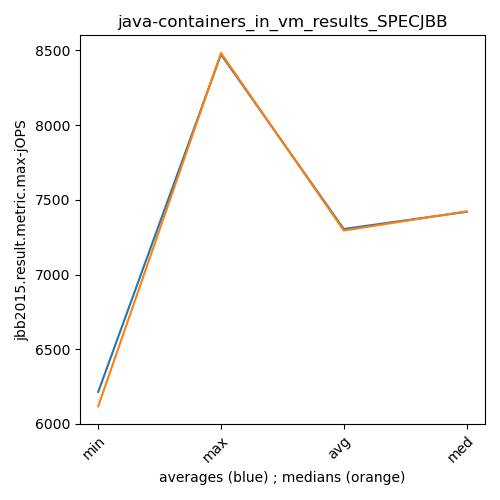 java-containers_in_vm_results_SPECJBB
jbb2015.result.metric.max-jOPS
8500
8000
7500
7000
6500
6000
min
max
avg
med
averages (blue) ; medians (orange)